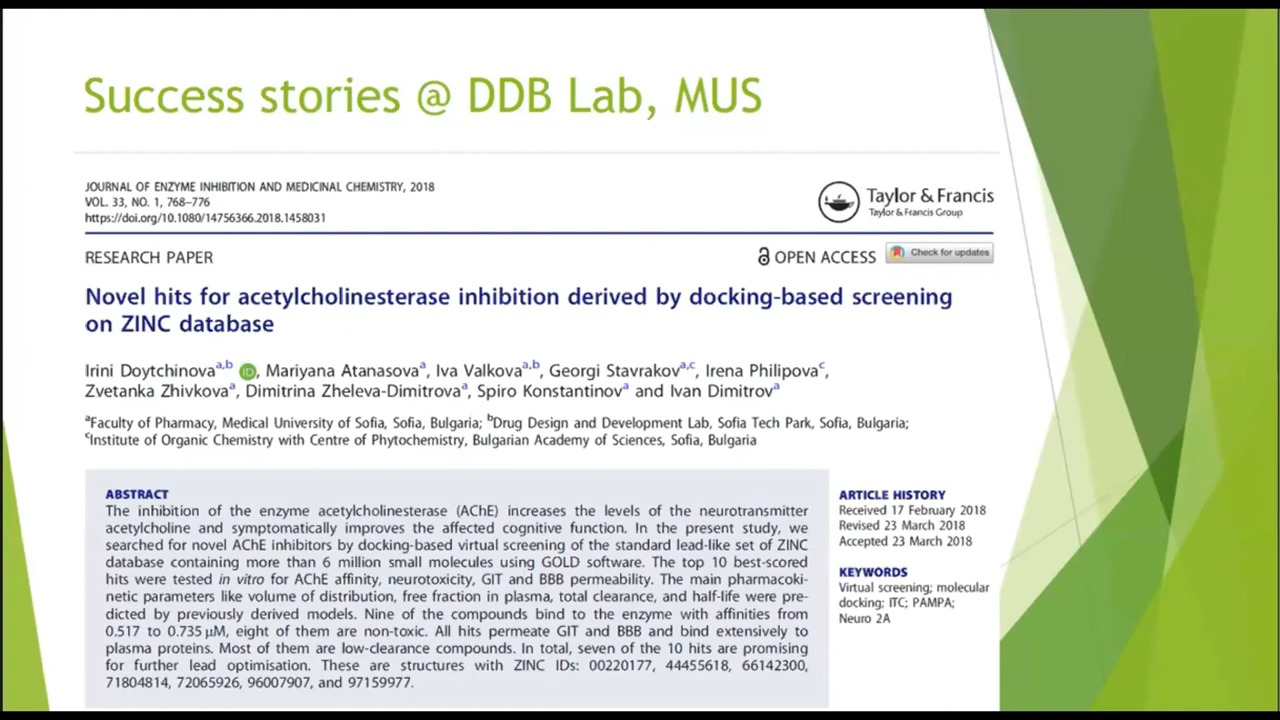 Success stories @ DDB Lab, MUS
JOURNAL OF ENZYME INHIBITION AND MEDICINAL CHEMISTRY, 2018
VOL. 33, NO. 1, 768–776
https://doi.org/10.1080/14756366.2018.1458031
Taylor & Francis
Taylor & Francis Group
RESEARCH PAPER
OPEN ACCESS
Check for updates
Novel hits for acetylcholinesterase inhibition derived by docking-based screening
on ZINC database
Irini Doytchinovaa,b iD, Mariyana Atanasovaa, Iva Valkovaa,b, Georgi Stavrakova,c, Irena Philipovac,
Zvetanka Zhivkovaa, Dimitrina Zheleva-Dimitrovaa, Spiro Konstantinova and Ivan Dimitrova
aFaculty of Pharmacy, Medical University of Sofia, Sofia, Bulgaria; bDrug Design and Development Lab, Sofia Tech Park, Sofia, Bulgaria;
cInstitute of Organic Chemistry with Centre of Phytochemistry, Bulgarian Academy of Sciences, Sofia, Bulgaria
ABSTRACT
The inhibition of the enzyme acetylcholinesterase (AChE) increases the levels of the neurotransmitter
acetylcholine and symptomatically improves the affected cognitive function. In the present study, we
searched for novel AChE inhibitors by docking-based virtual screening of the standard lead-like set of ZINC
database containing more than 6 million small molecules using GOLD software. The top 10 best-scored
hits were tested in vitro for AChE affinity, neurotoxicity, GIT and BBB permeability. The main pharmacoki-
netic parameters like volume of distribution, free fraction in plasma, total clearance, and half-life were pre-
dicted by previously derived models. Nine of the compounds bind to the enzyme with affinities from
0.517 to 0.735 μM, eight of them are non-toxic. All hits permeate GIT and BBB and bind extensively to
plasma proteins. Most of them are low-clearance compounds. In total, seven of the 10 hits are promising
for further lead optimisation. These are structures with ZINC IDs: 00220177, 44455618, 66142300,
71804814, 72065926, 96007907, and 97159977.
ARTICLE HISTORY
Received 17 February 2018
Revised 23 March 2018
Accepted 23 March 2018
KEYWORDS
Virtual screening; molecular
docking; ITC; PAMPA;
Neuro 2A